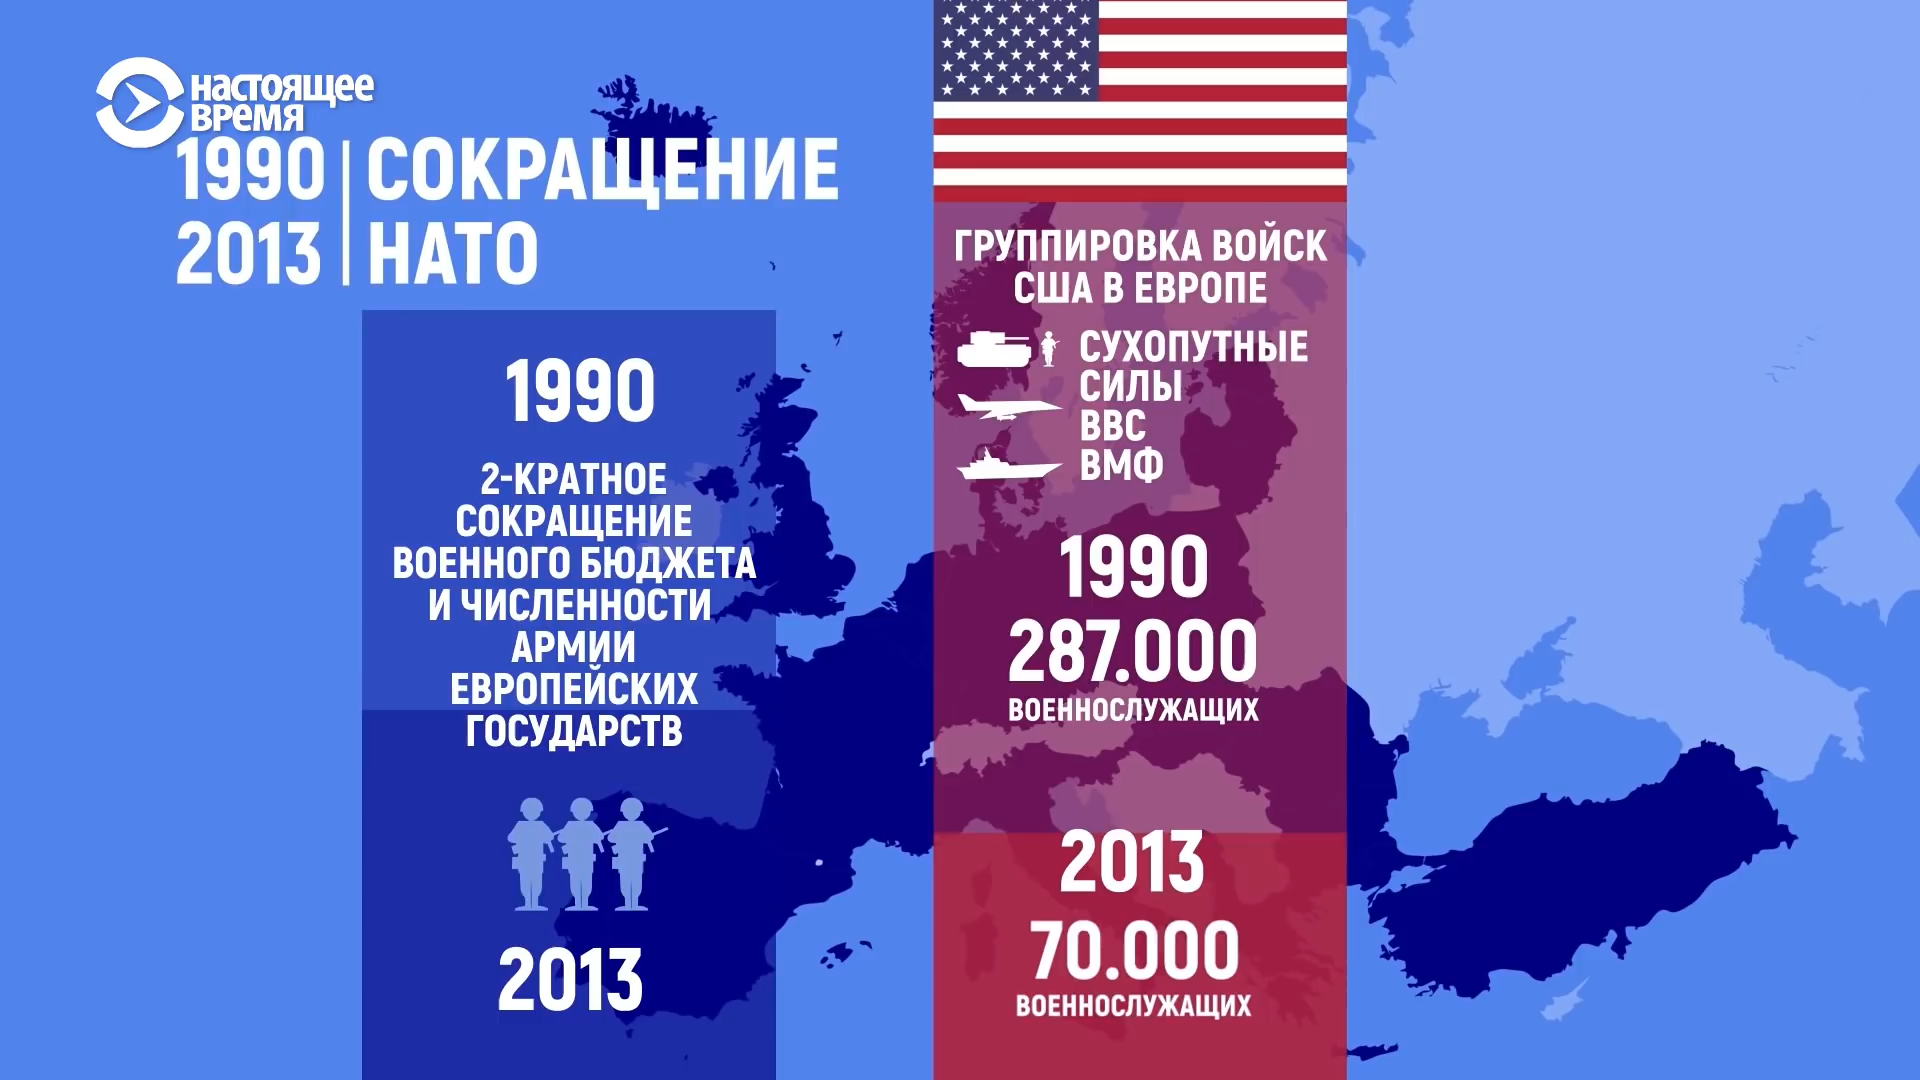 НАСТОЯЩЕЕ
ВРЕМЯ
1990 СОКРАЩЕНИЕ
2013 НАТО
1990
2-КРАТНОЕ
СОКРАЩЕНИЕ
ВОЕННОГО БЮДЖЕТА
И ЧИСЛЕННОСТИ
АРМИИ
ЕВРОПЕЙСКИХ
ГОСУДАРСТВ
2013
ГРУППИРОВКА ВОЙСК
США В ЕВРОПЕ
СУХОПУТНЫЕ
СИЛЫ
ВВС
ВМФ
1990
287.000
ВОЕННОСЛУЖАЩИХ
2013
70.000
ВОЕННОСЛУЖАЩИХ